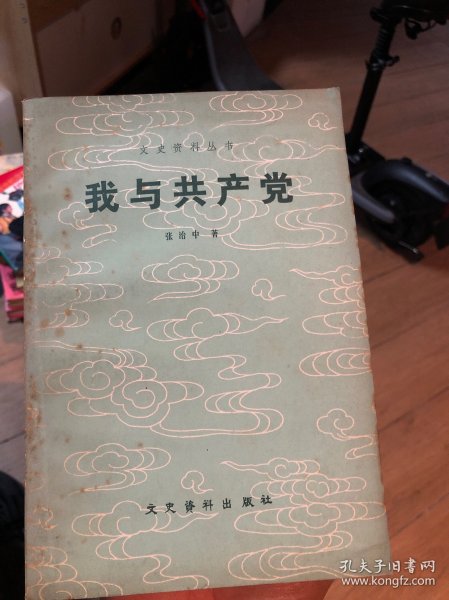 文史资料丛书
我与共产党
张治中 著
文史资料出版社
孔夫子旧书网
www.kongfz.com